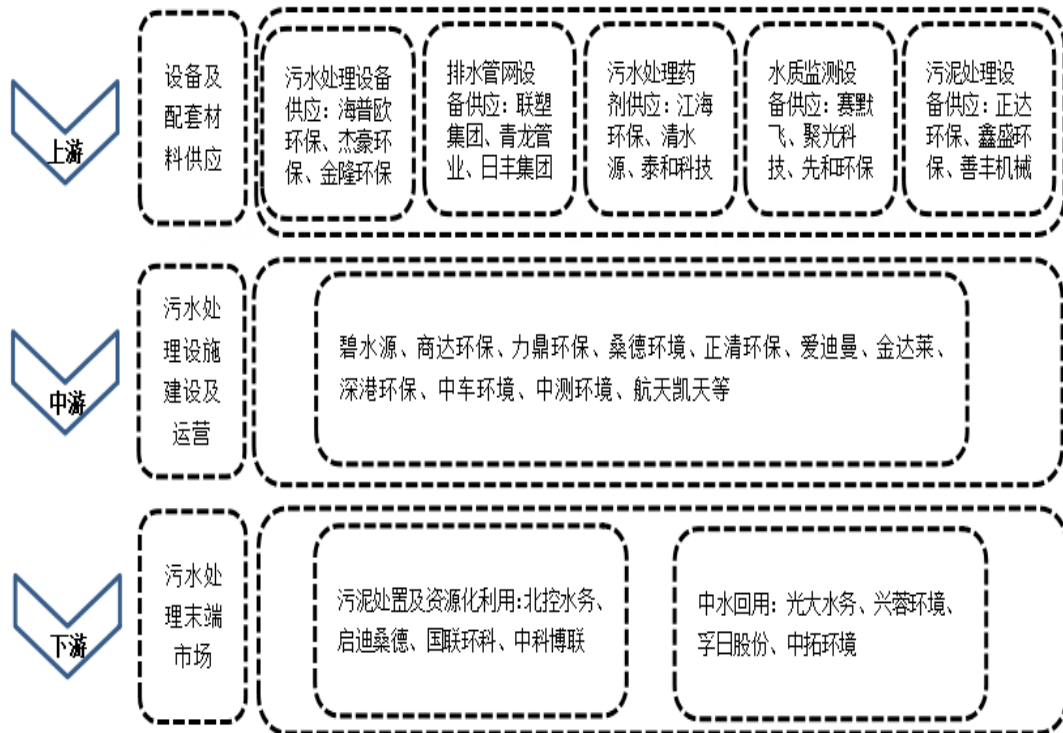 上游
设备及
配套材
料供应
污水处理设备
供应：海普欧
环保、杰豪环
保、金隆环保
排水管网设
备供应：联塑
集团、青龙管
业、日丰集团
污水处理药
剂供应：江海
环保、清水
源、泰和科技
水质监测设
备供应：赛默
飞、聚光科
技、先和环保
污泥处理设
备供应：正达
环保、鑫盛环
保、善丰机械
中游
污水处
理设施
建设及
运营
碧水源、商达环保、力鼎环保、桑德环境、正清环保、爱迪曼、金达莱、
深港环保、中车环境、中测环境、航天凯天等
下游
污水处
理末端
市场
污泥处置及资源化利用:北控水务、
启迪桑德、国联环科、中科博联
中水回用：光大水务、兴蓉环境、
孚日股份、中拓环境